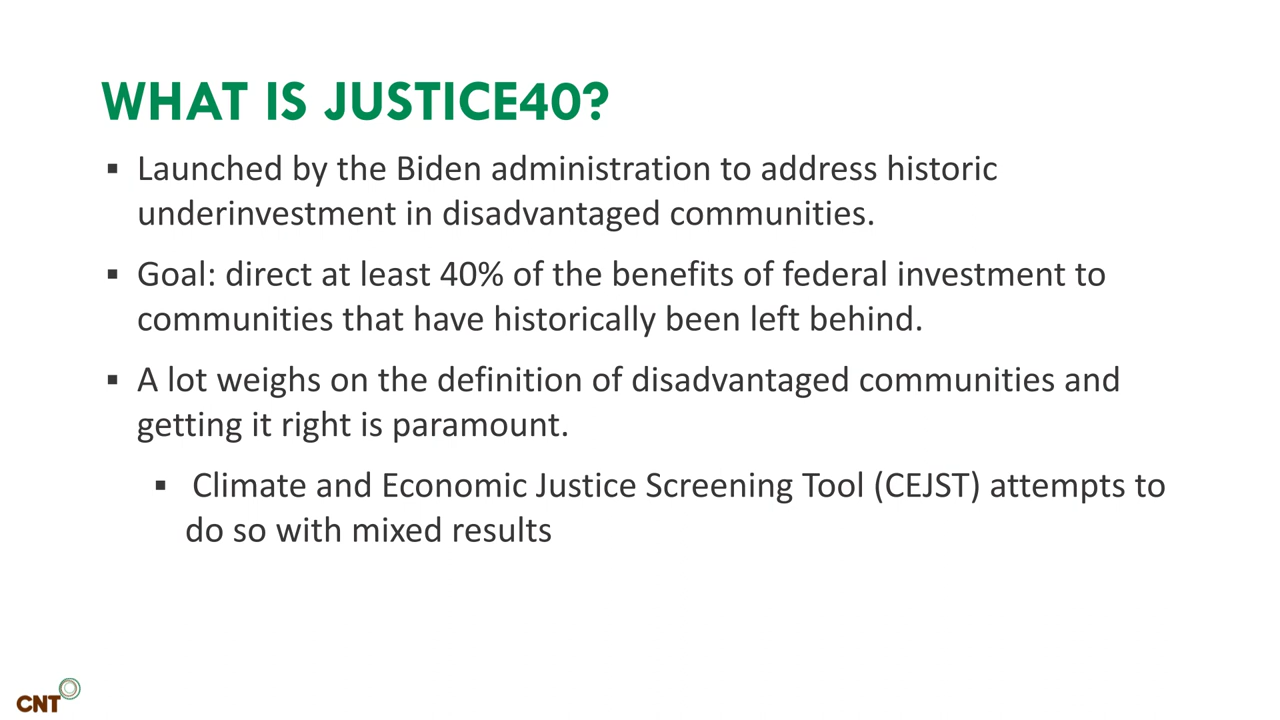 WHAT IS JUSTICE40?
▪ Launched by the Biden administration to address historic
underinvestment in disadvantaged communities.
▪ Goal: direct at least 40% of the benefits of federal investment to
communities that have historically been left behind.
▪ A lot weighs on the definition of disadvantaged communities and
getting it right is paramount.
▪ Climate and Economic Justice Screening Tool (CEJST) attempts to
do so with mixed results
CNT